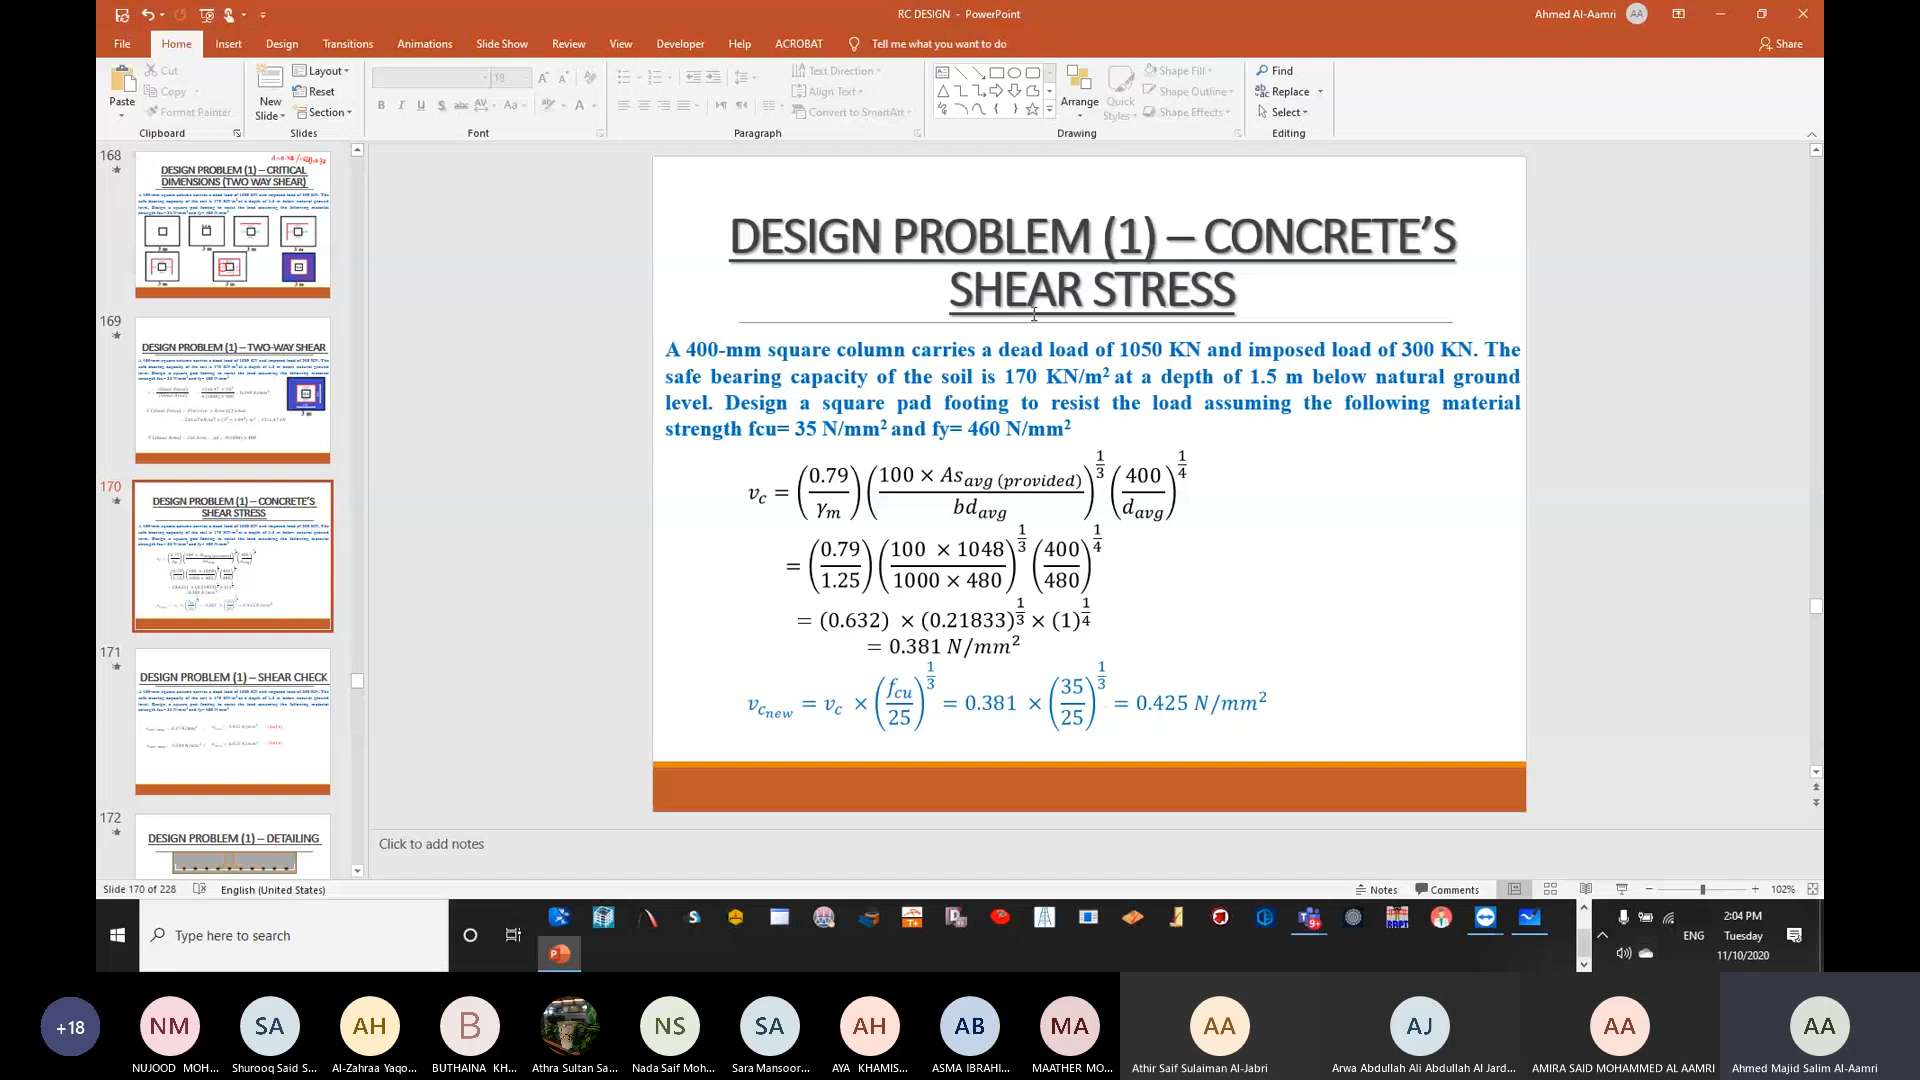 RC DESIGN - PowerPoint
Ahmed Al-Aamri AA
File Home Insert Design Transitions Animations Slide Show Review View Developer Help ACROBAT Tell me what you want to do Share
Paste
Cut
Copy
Format Painter
Clipboard
New Slide
Layout
Reset
Section
Slides
18
Font
Text Direction
Align Text
Convert to SmartArt
Paragraph
Arrange
Quick Styles
Shape Fill
Shape Outline
Shape Effects
Drawing
Find
Replace
Select
Editing
168
DESIGN PROBLEM (1) – CRITICAL
DIMENSIONS (TWO WAY SHEAR)
169
DESIGN PROBLEM (1) – TWO-WAY SHEAR
170
DESIGN PROBLEM (1) – CONCRETE'S
SHEAR STRESS
171
DESIGN PROBLEM (1) – SHEAR CHECK
172
DESIGN PROBLEM (1) – DETAILING
DESIGN PROBLEM (1) – CONCRETE'S
SHEAR STRESS
A 400-mm square column carries a dead load of 1050 KN and imposed load of 300 KN. The
safe bearing capacity of the soil is 170 KN/m² at a depth of 1.5 m below natural ground
level. Design a square pad footing to resist the load assuming the following material
strength fcu= 35 N/mm² and fy= 460 N/mm²
v_c = (0.79/γ_m) (100 × As_avg (provided)/bd_avg)^(1/3) (400/d_avg)^(1/4)
= (0.79/1.25) (100 × 1048/1000 × 480)^(1/3) (400/480)^(1/4)
= (0.632) × (0.21833)^(1/3) × (1)^(1/4)
= 0.381 N/mm²
v_c_new = v_c × (f_cu/25)^(1/3) = 0.381 × (35/25)^(1/3) = 0.425 N/mm²
Click to add notes
Slide 170 of 228 English (United States) Notes Comments 102%
Type here to search
ENG
2:04 PM
Tuesday
11/10/2020
+18 NM SA AH B NS SA AH AB MA AA AJ AA AA
NUJOOD MOH... Shurooq Said S... Al-Zahraa Yaqo... BUTHAINA KH... Athra Sultan Sa... Nada Saif Moh... Sara Mansoor... AYA KHAMIS... ASMA IBRAHI... MAATHER MO... Athir Saif Sulaiman Al-Jabri Arwa Abdullah Ali Abdullah Al Jard... AMIRA SAID MOHAMMED AL AAMRI Ahmed Majid Salim Al-Aamri